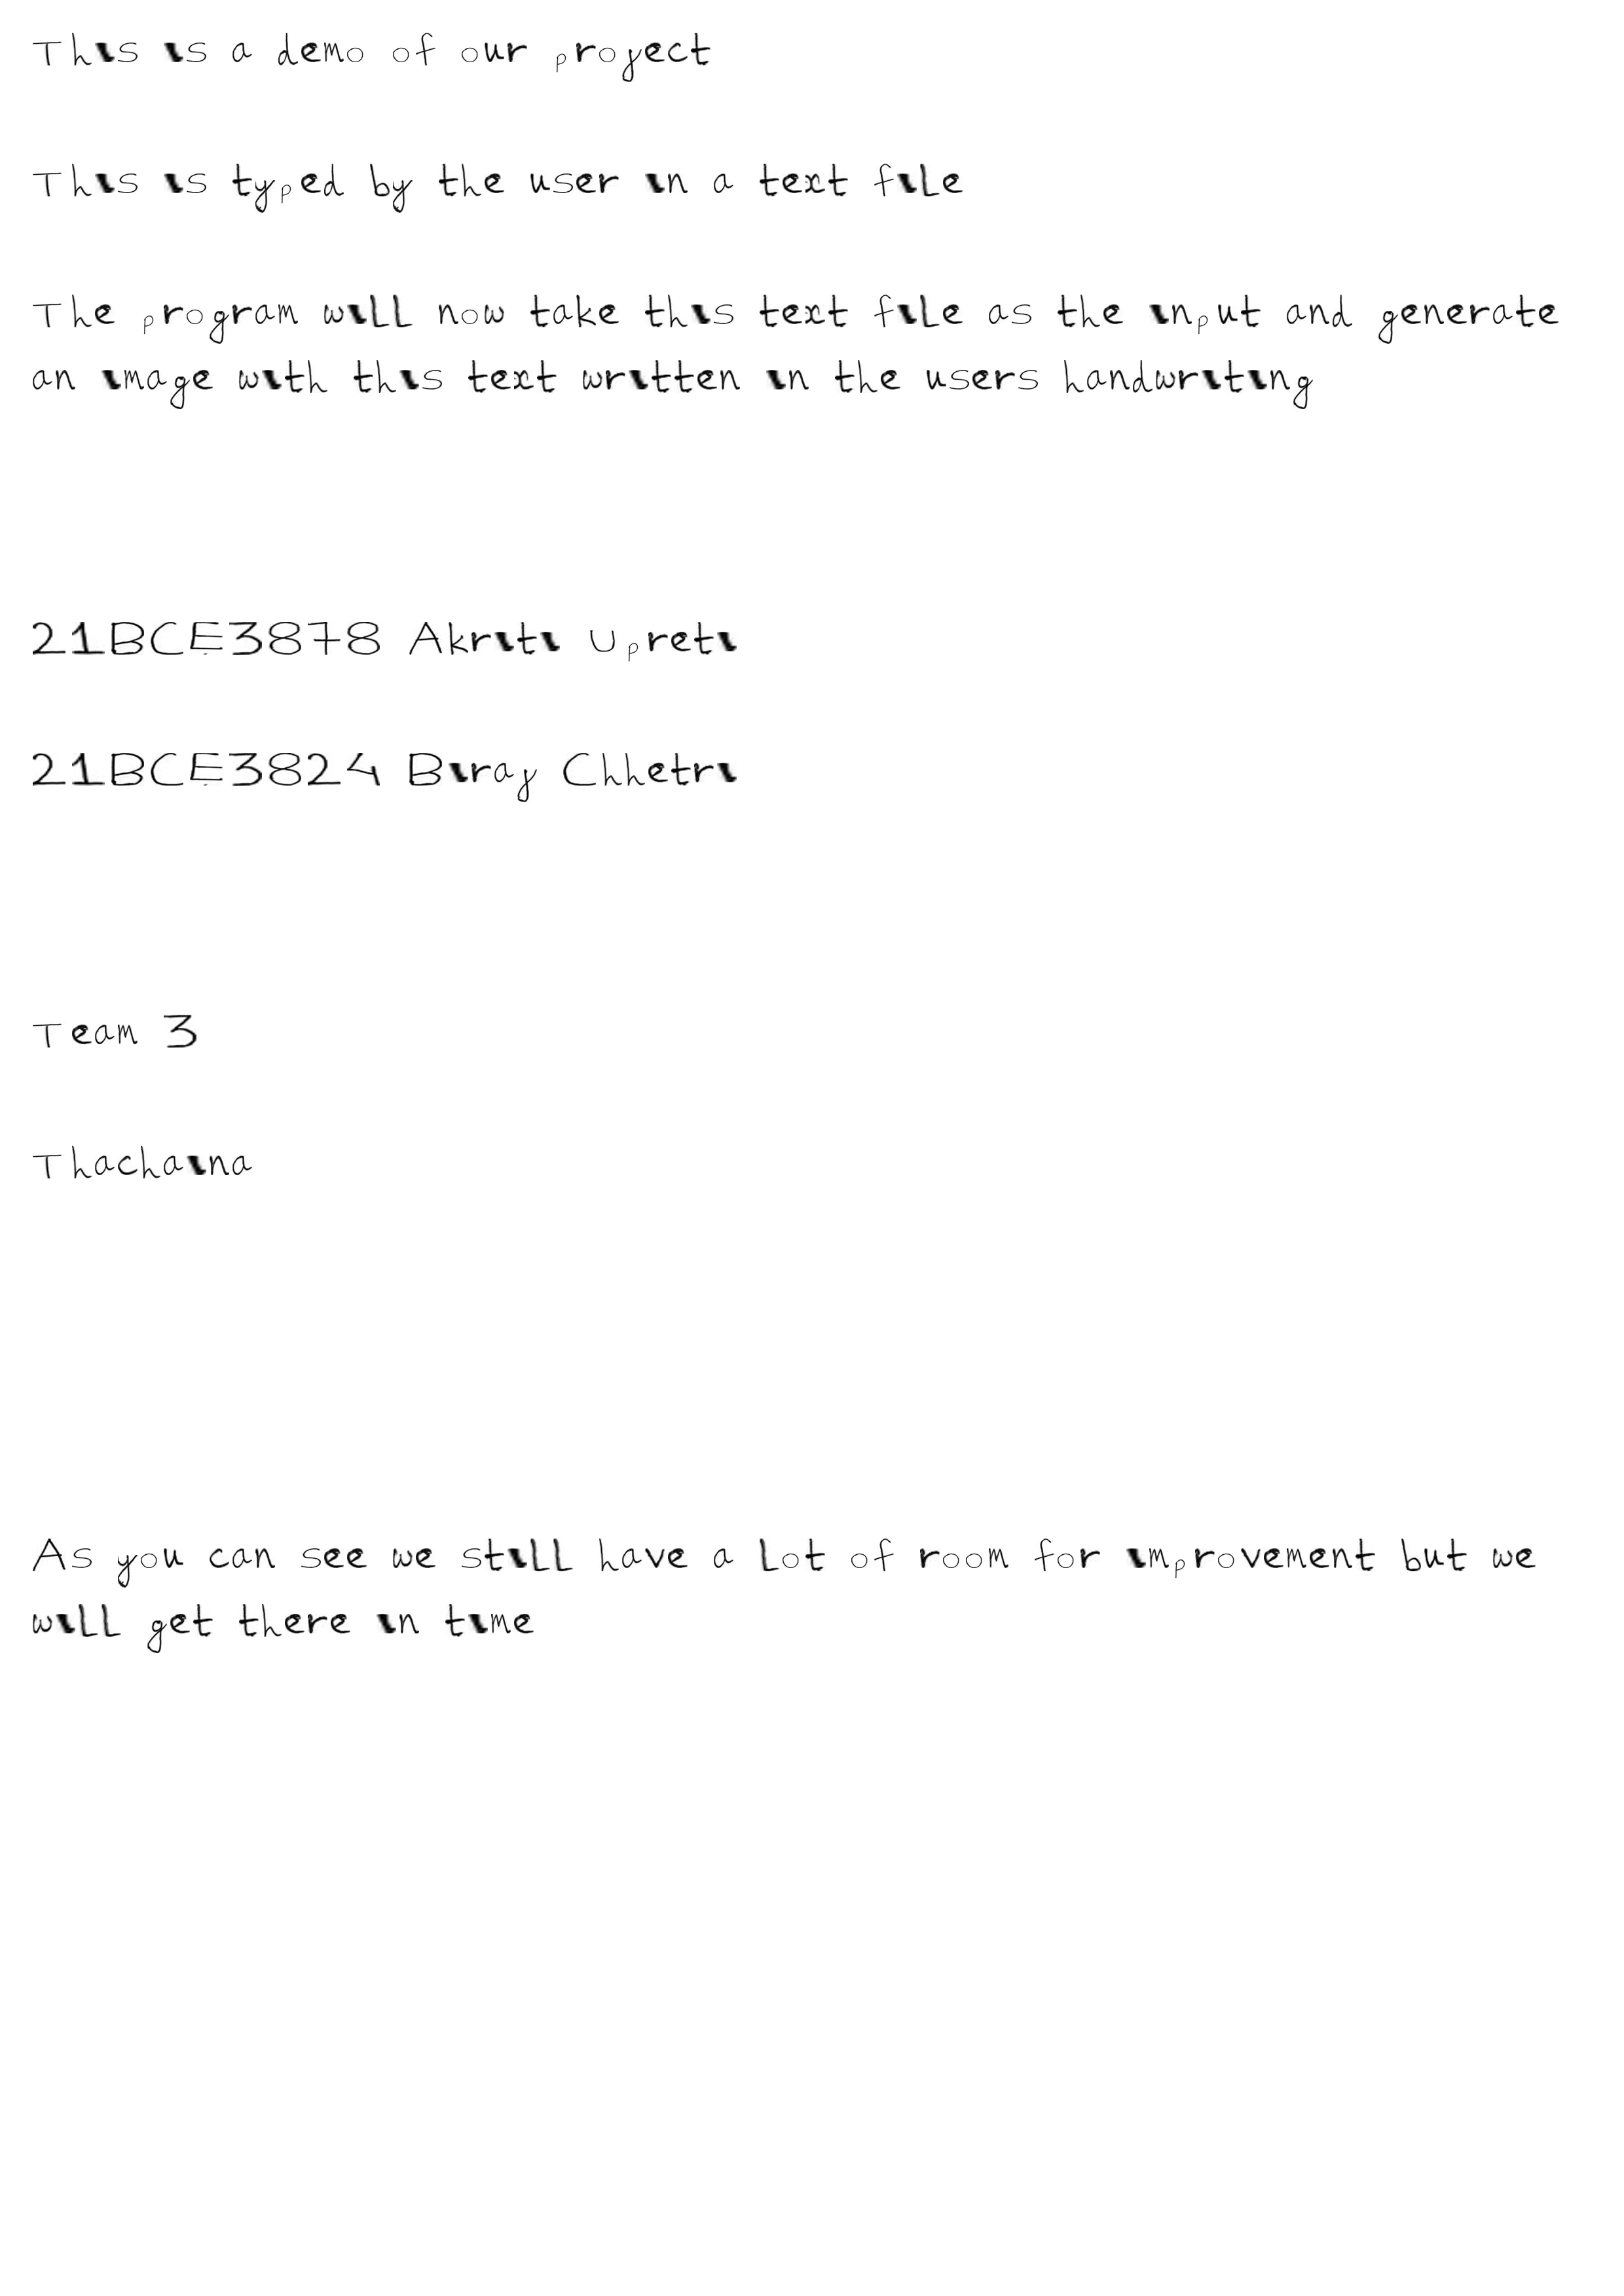 This is a demo of our project
This is typed by the user in a text file
The program will now take this text file as the input and generate
an image with this text written in the users handwriting
21BCE3878 Akriti Upreti
21BCE3824 Biraj Chhetri
Team 3
Thachaina
As you can see we still have a lot of room for improvement but we
will get there in time